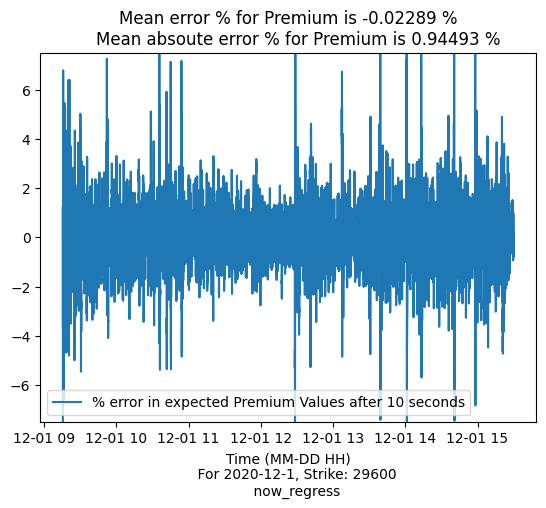 Mean error % for Premium is -0.02289 %
Mean absoute error % for Premium is 0.94493 %
6
4
2
0
−2
−4
−6
% error in expected Premium Values after 10 seconds
12-01 09 12-01 10 12-01 11 12-01 12 12-01 13 12-01 14 12-01 15
Time (MM-DD HH)
For 2020-12-1, Strike: 29600
now_regress